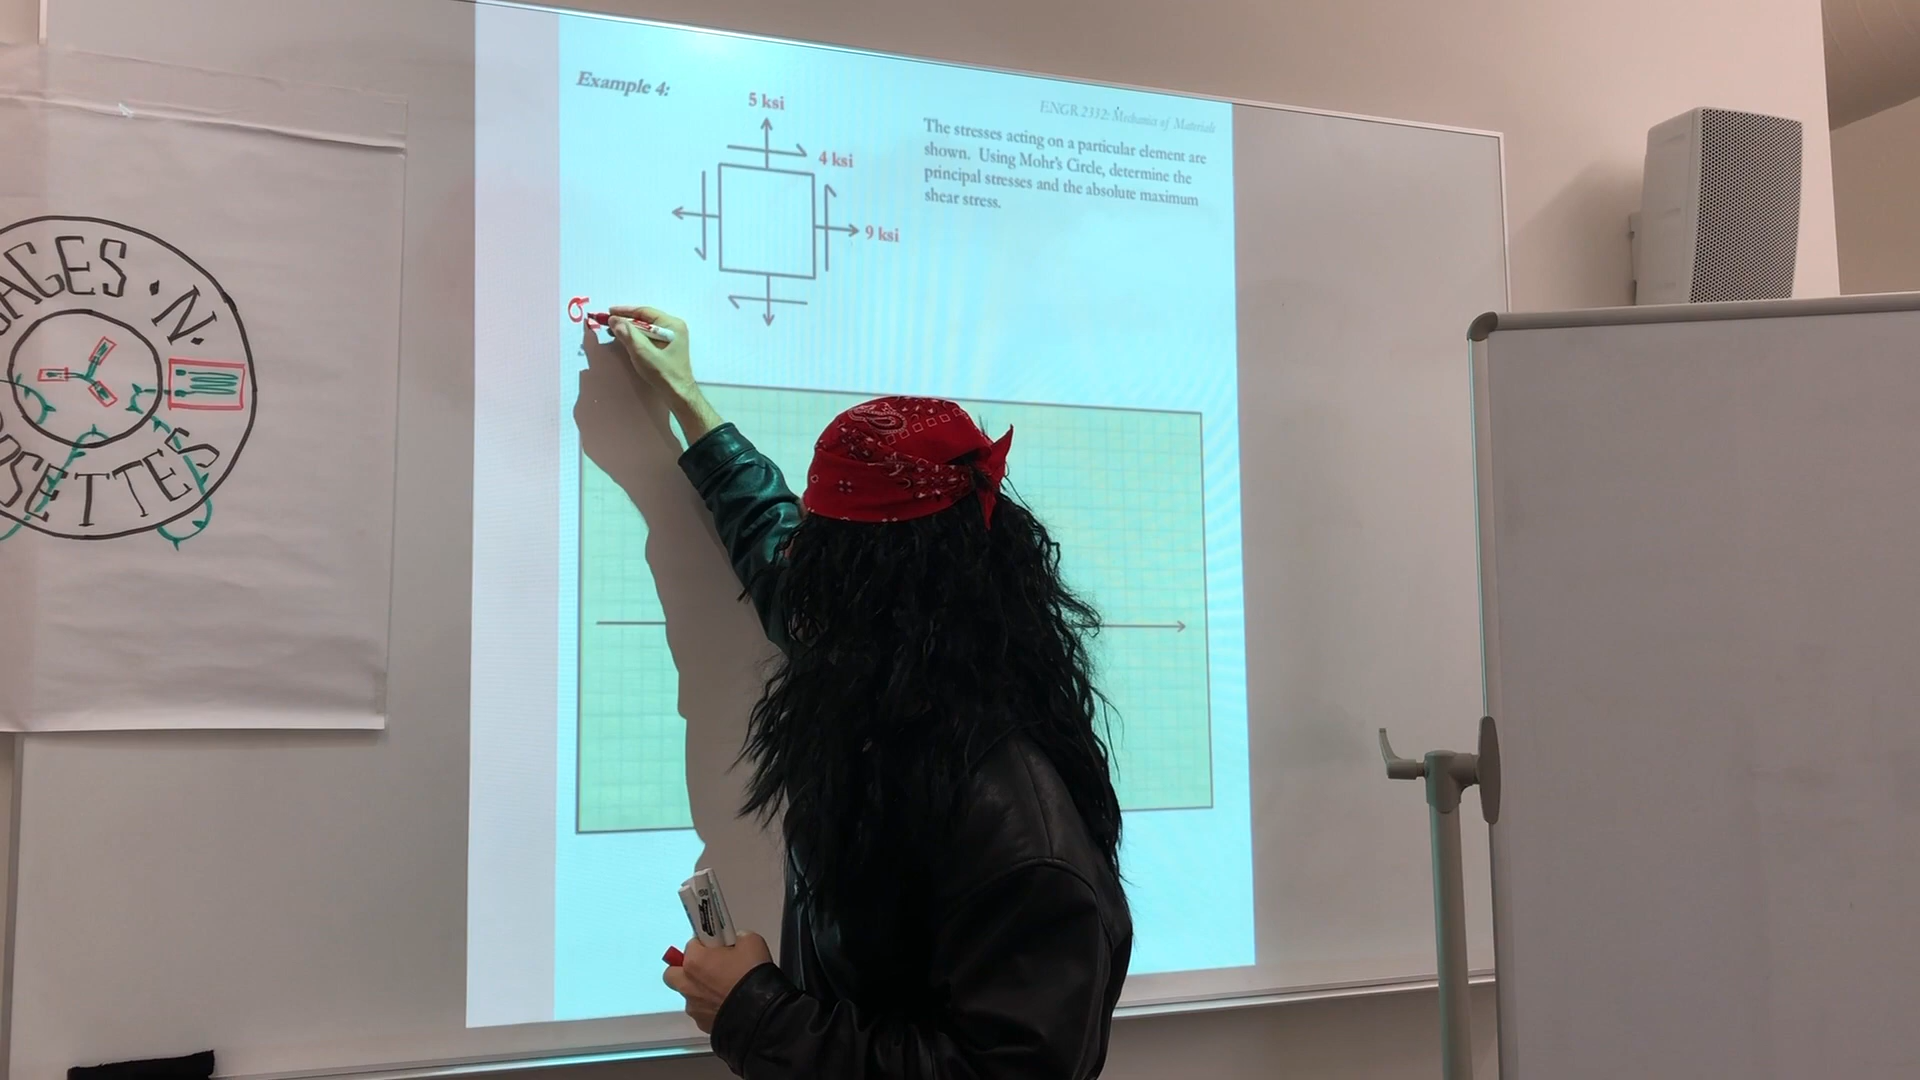 AGES · N.
SETTES
Example 4:
ENGR 2332: Mechanics of Materials
5 ksi
4 ksi
9 ksi
The stresses acting on a particular element are
shown. Using Mohr's Circle, determine the
principal stresses and the absolute maximum
shear stress.
σ